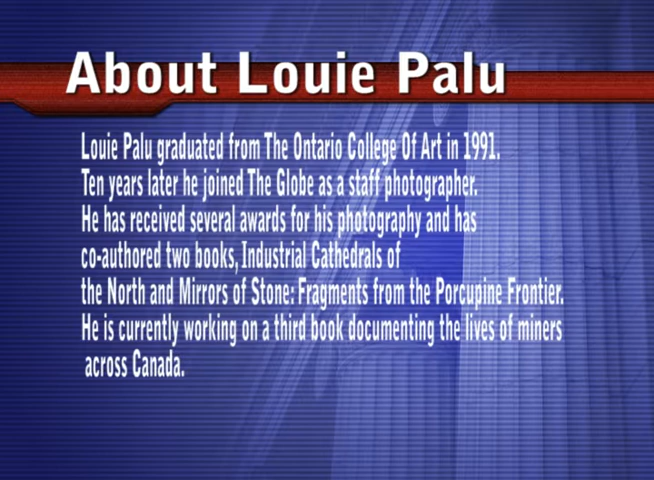 About Louie Palu
Louie Palu graduated from The Ontario College Of Art in 1991.
Ten years later he joined The Globe as a staff photographer.
He has received several awards for his photography and has
co-authored two books, Industrial Cathedrals of
the North and Mirrors of Stone: Fragments from the Porcupine Frontier.
He is currently working on a third book documenting the lives of miners
across Canada.